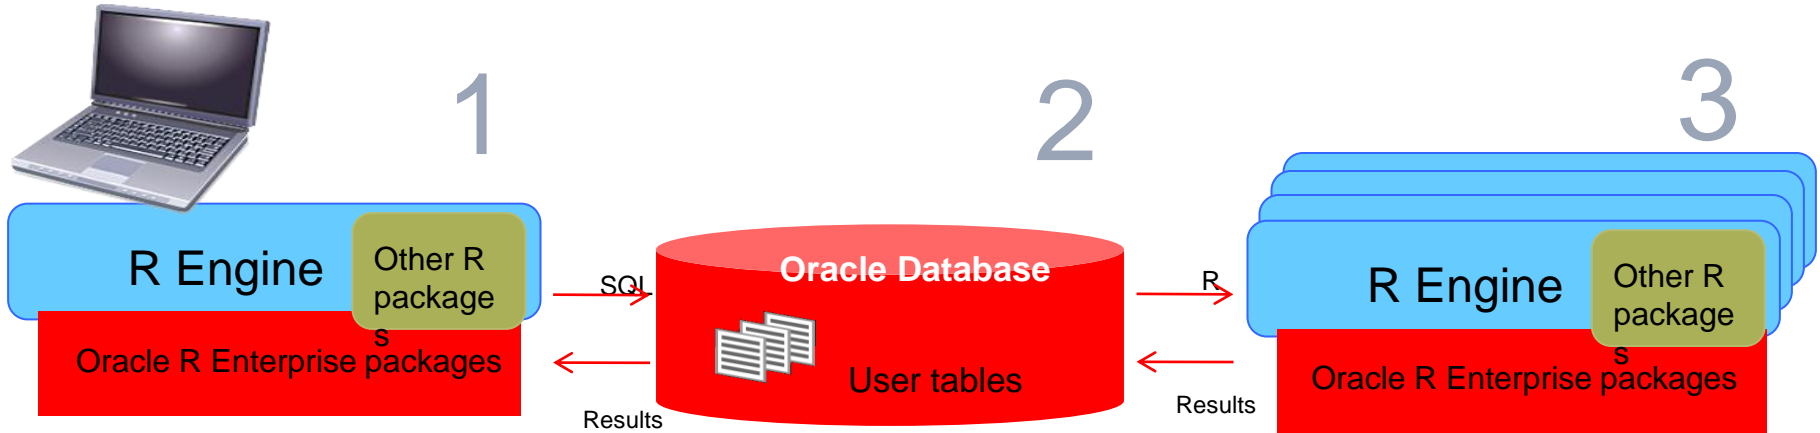 1
2
3
R Engine
Other R
package
s
Oracle R Enterprise packages
SQL
Results
Oracle Database
User tables
R
Results
R Engine
Other R
package
s
Oracle R Enterprise packages